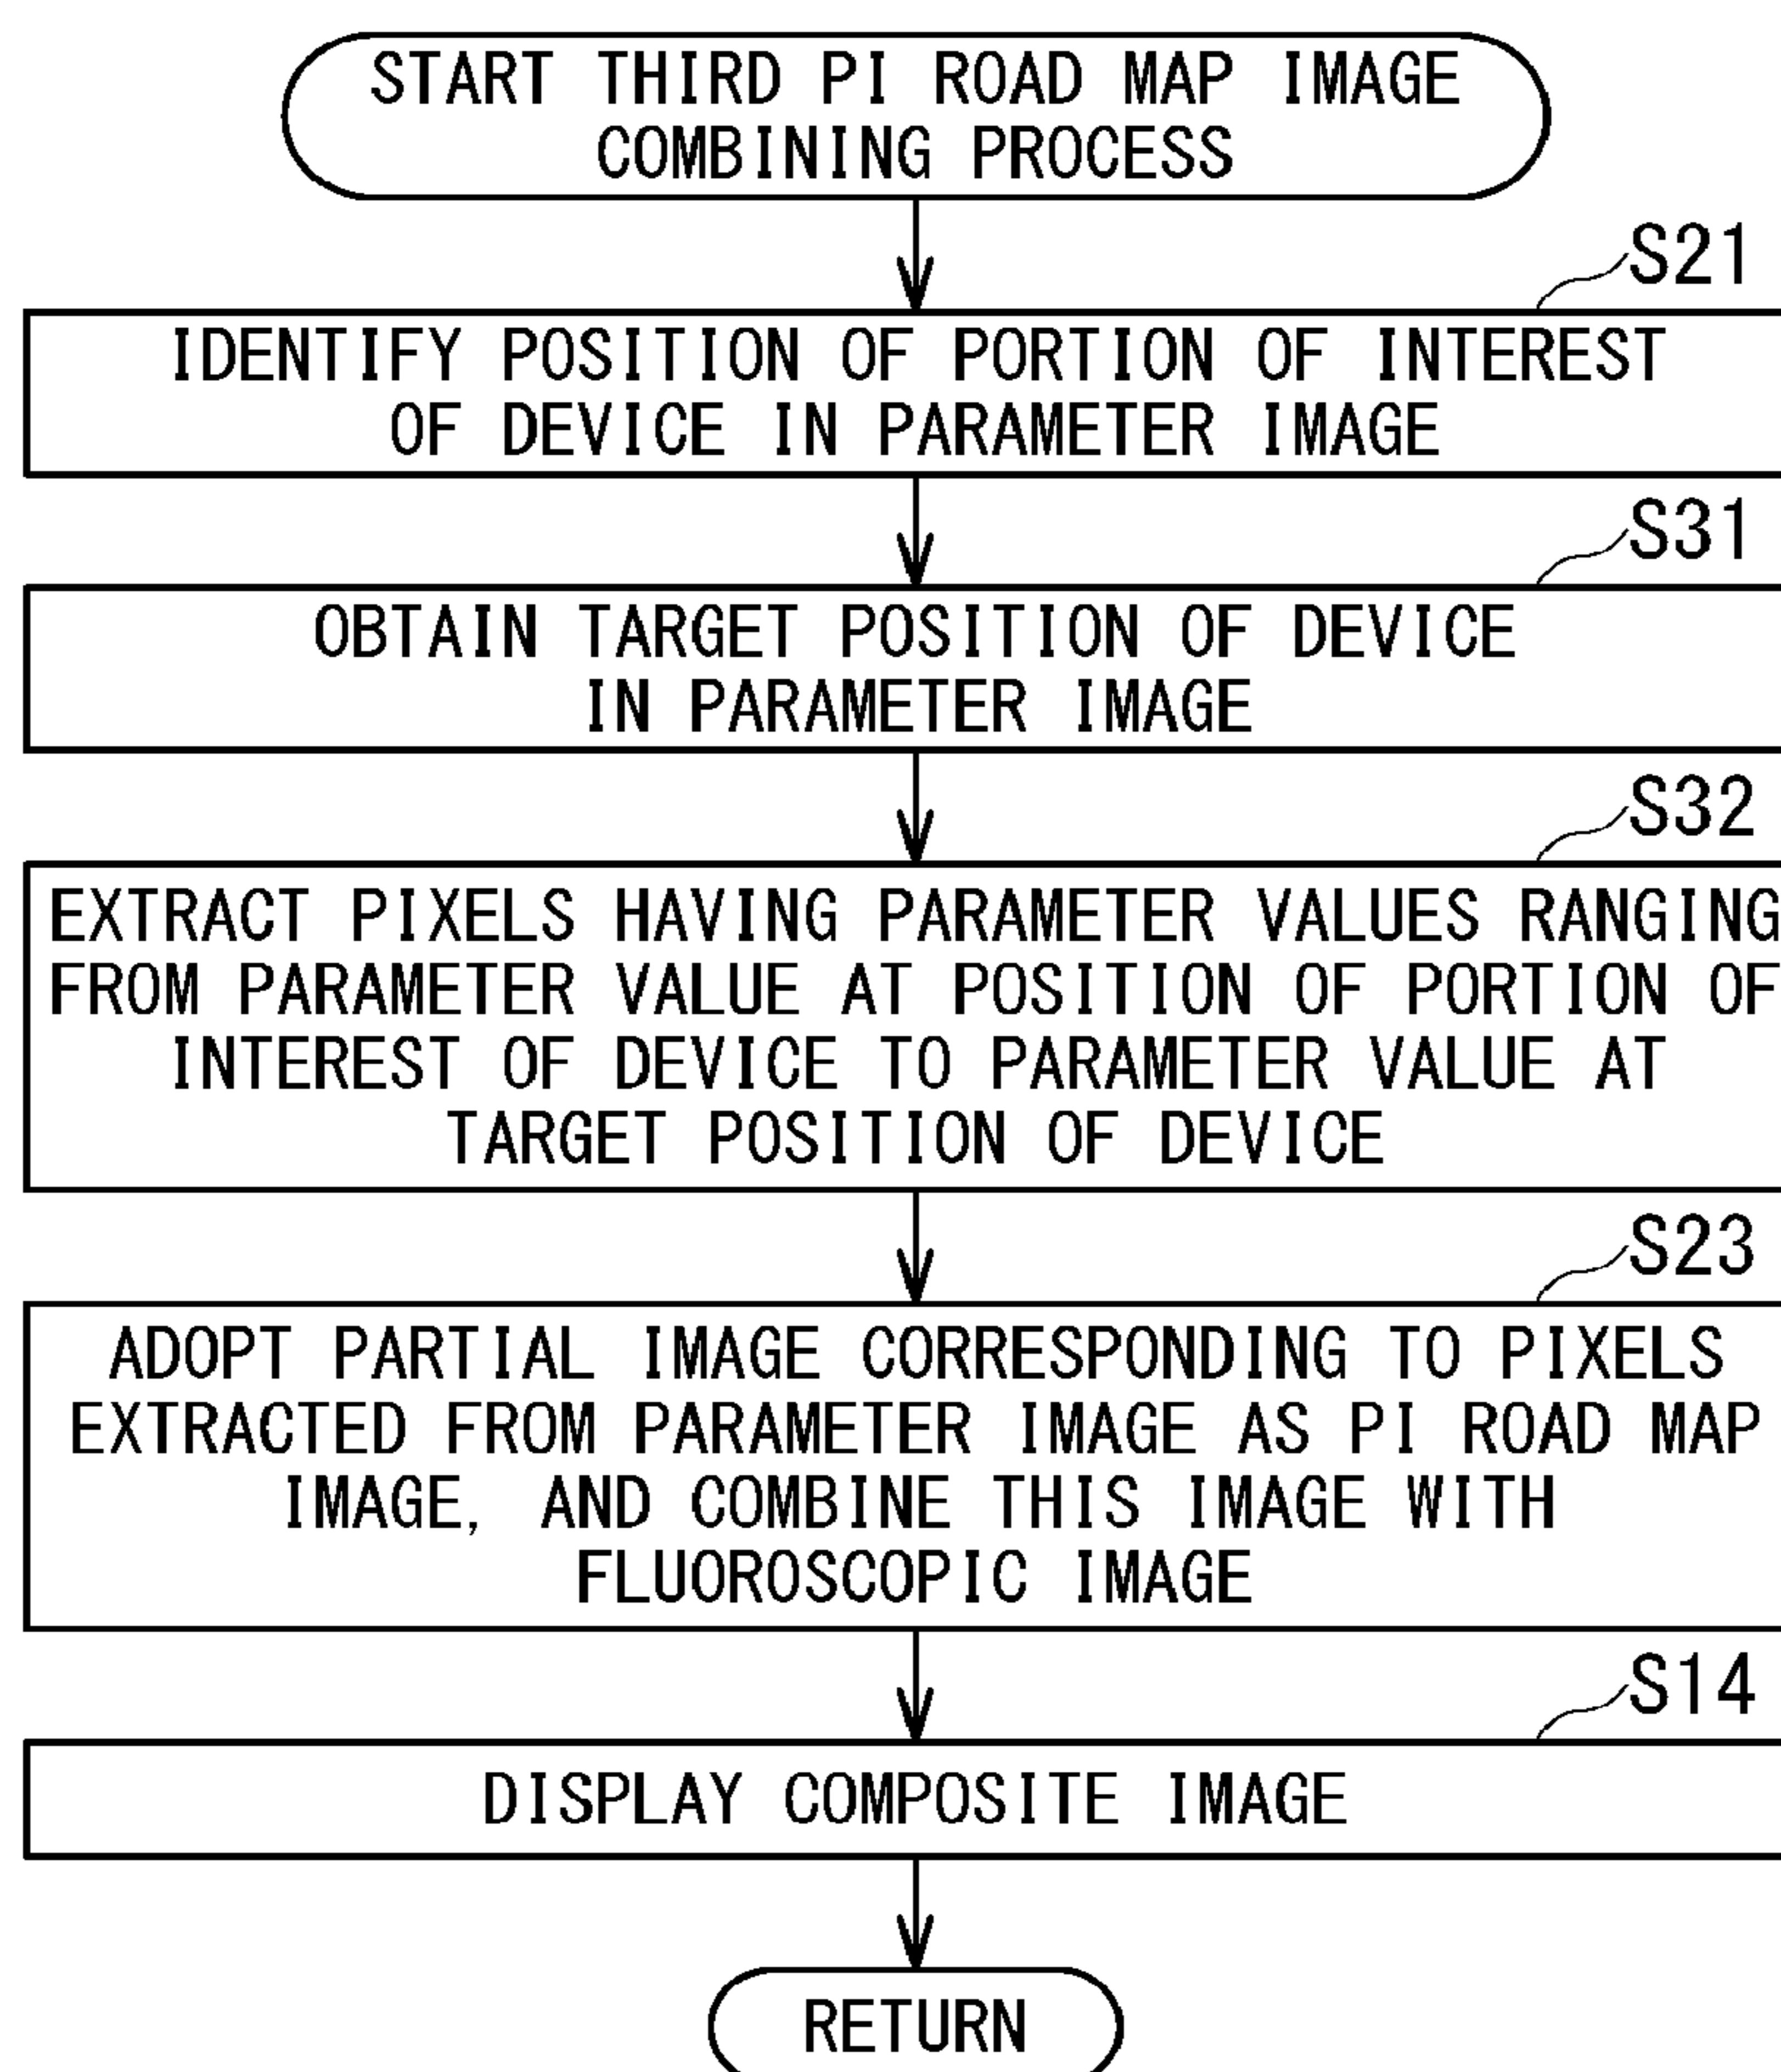 START THIRD PI ROAD MAP IMAGE
COMBINING PROCESS
S21
IDENTIFY POSITION OF PORTION OF INTEREST
OF DEVICE IN PARAMETER IMAGE
S31
OBTAIN TARGET POSITION OF DEVICE
IN PARAMETER IMAGE
S32
EXTRACT PIXELS HAVING PARAMETER VALUES RANGING
FROM PARAMETER VALUE AT POSITION OF PORTION OF
INTEREST OF DEVICE TO PARAMETER VALUE AT
TARGET POSITION OF DEVICE
S23
ADOPT PARTIAL IMAGE CORRESPONDING TO PIXELS
EXTRACTED FROM PARAMETER IMAGE AS PI ROAD MAP
IMAGE, AND COMBINE THIS IMAGE WITH
FLUOROSCOPIC IMAGE
S14
DISPLAY COMPOSITE IMAGE
RETURN